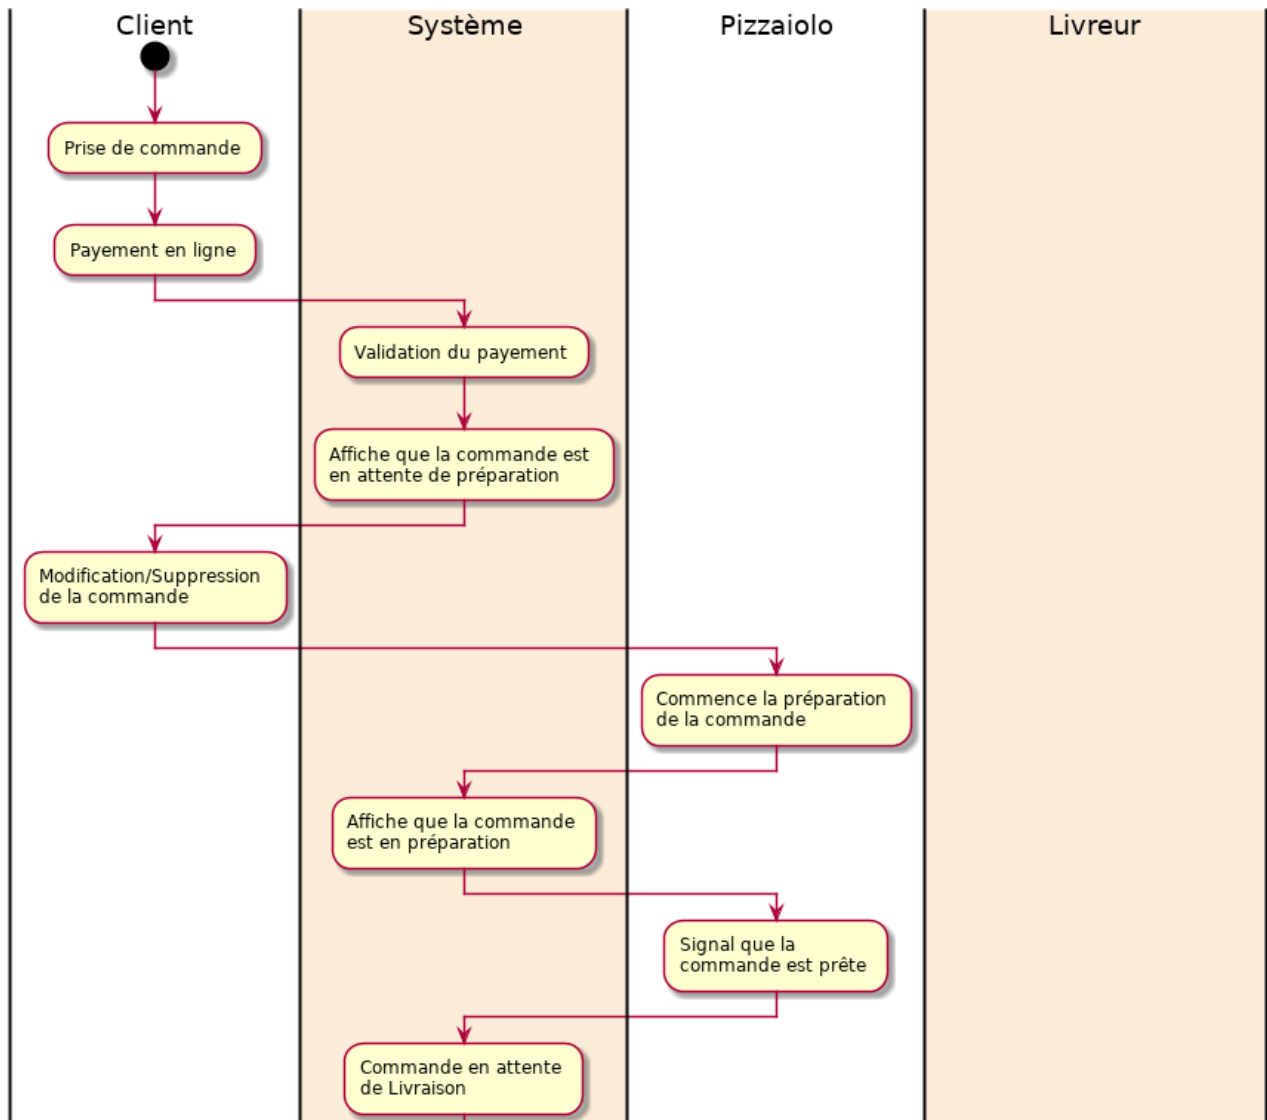 Client
Système
Pizzaiolo
Livreur
Prise de commande
Payement en ligne
Validation du payement
Affiche que la commande est
en attente de préparation
Modification/Suppression
de la commande
Commence la préparation
de la commande
Affiche que la commande
est en préparation
Signal que la
commande est prête
Commande en attente
de Livraison